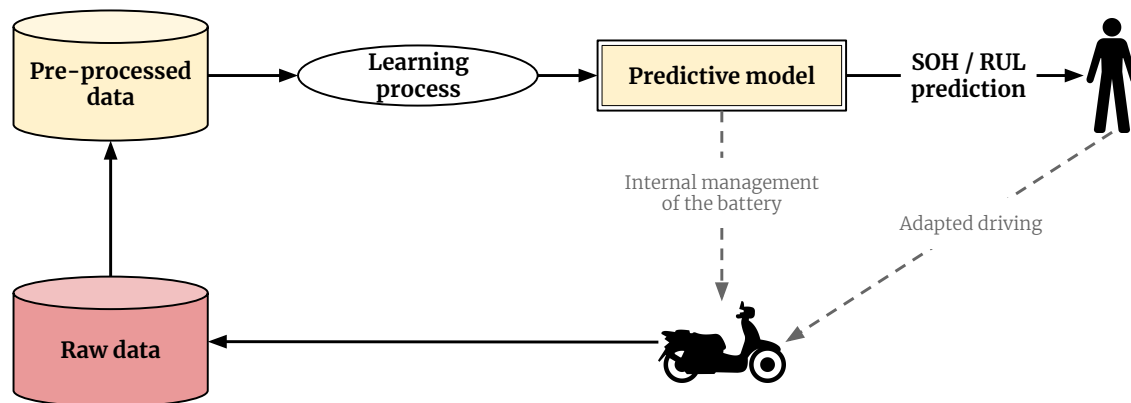 Pre-processed
data
Learning
process
Predictive model
SOH / RUL
prediction
Internal management
of the battery
Adapted driving
Raw data